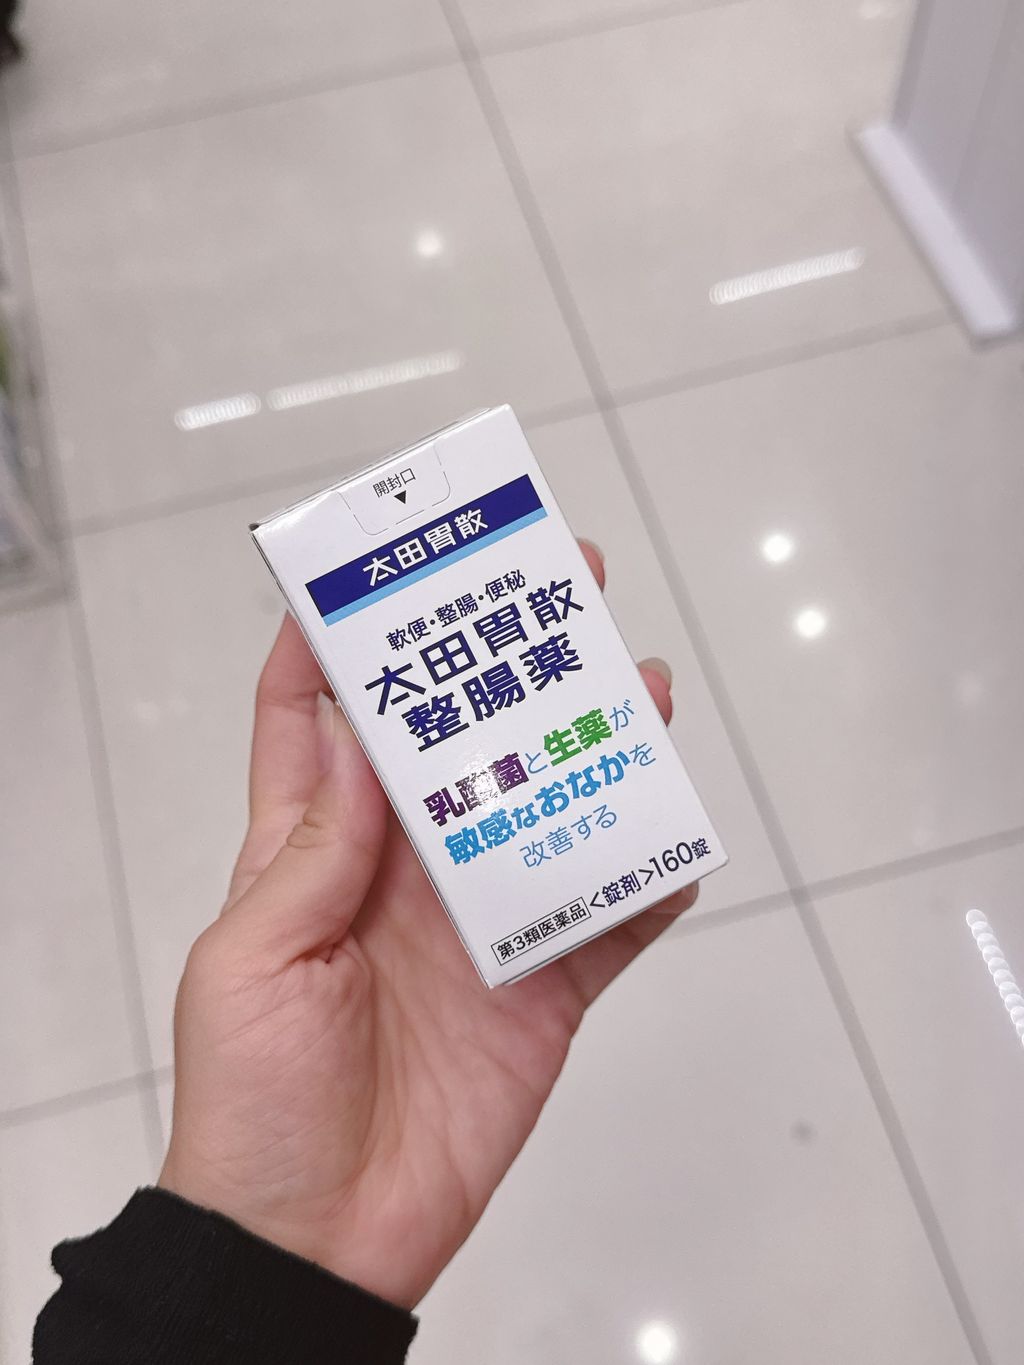 開封口
太田胃散
軟便・整腸・便秘
太田胃散
整腸薬
乳酸菌と生薬が
敏感なおなかを
改善する
第3類医薬品 <錠剤>160錠